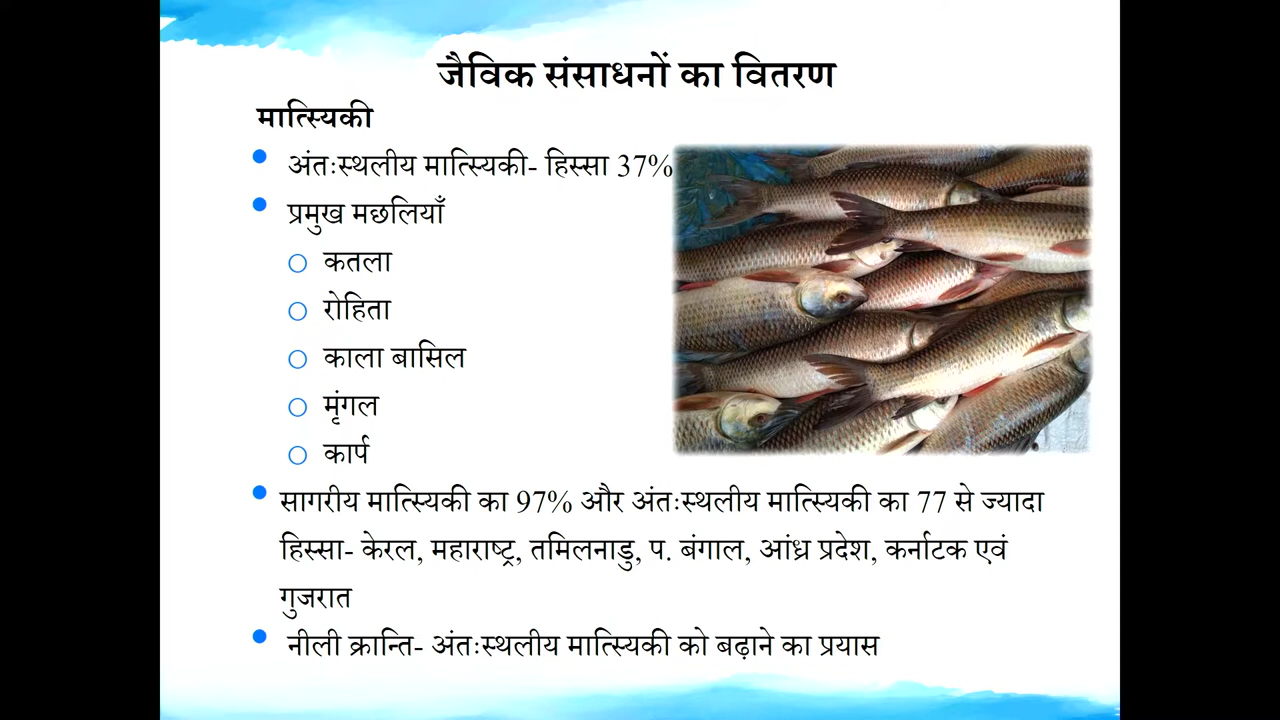 जैविक संसाधनों का वितरण
मात्स्यिकी
अंतःस्थलीय मात्स्यिकी- हिस्सा 37%
प्रमुख मछलियाँ
कतला
रोहिता
काला बासिल
मृंगल
कार्प
सागरीय मात्स्यिकी का 97% और अंतःस्थलीय मात्स्यिकी का 77 से ज्यादा
हिस्सा- केरल, महाराष्ट्र, तमिलनाडु, प. बंगाल, आंध्र प्रदेश, कर्नाटक एवं
गुजरात
नीली क्रान्ति- अंतःस्थलीय मात्स्यिकी को बढ़ाने का प्रयास